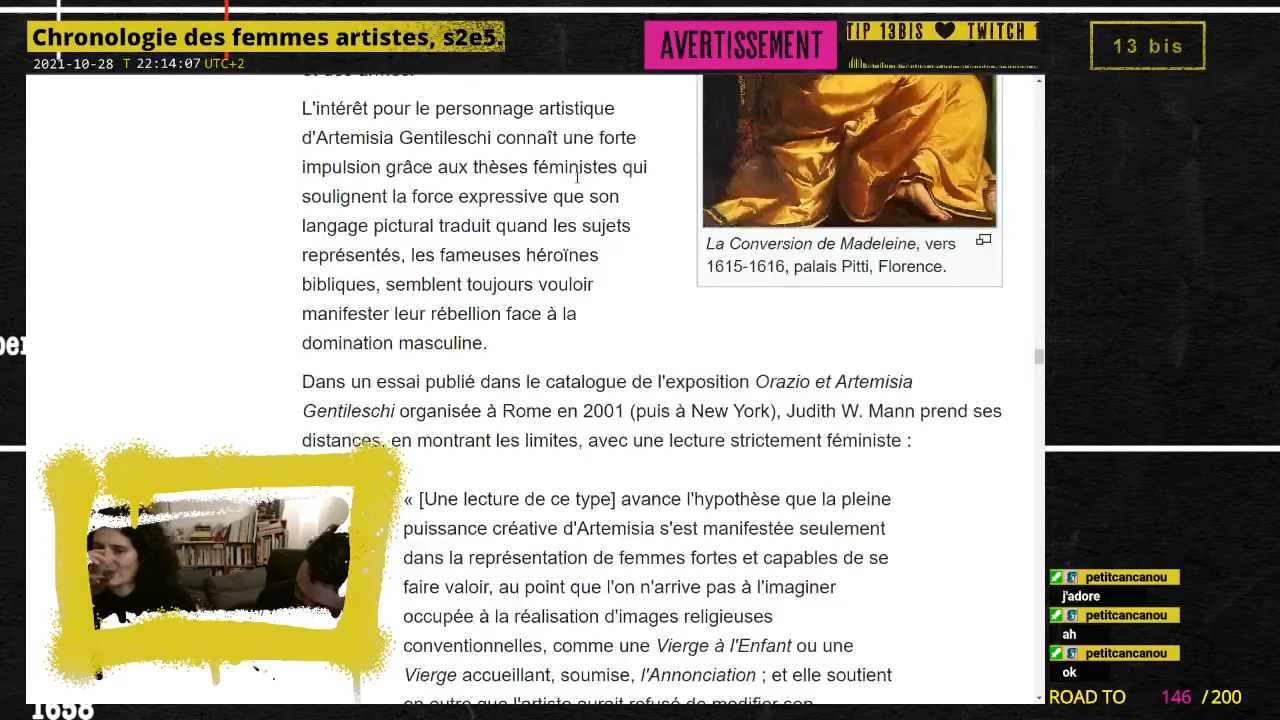 Chronologie des femmes artistes, s2e5
2021-10-28 T 22:14:07 UTC+2
AVERTISSEMENT
TIP 13BIS ♥ TWITCH
13 bis
L'intérêt pour le personnage artistique
d'Artemisia Gentileschi connaît une forte
impulsion grâce aux thèses féministes qui
soulignent la force expressive que son
langage pictural traduit quand les sujets
représentés, les fameuses héroïnes
bibliques, semblent toujours vouloir
manifester leur rébellion face à la
domination masculine.
La Conversion de Madeleine, vers
1615-1616, palais Pitti, Florence.
Dans un essai publié dans le catalogue de l'exposition Orazio et Artemisia
Gentileschi organisée à Rome en 2001 (puis à New York), Judith W. Mann prend ses
distances, en montrant les limites, avec une lecture strictement féministe :
« [Une lecture de ce type] avance l'hypothèse que la pleine
puissance créative d'Artemisia s'est manifestée seulement
dans la représentation de femmes fortes et capables de se
faire valoir, au point que l'on n'arrive pas à l'imaginer
occupée à la réalisation d'images religieuses
conventionnelles, comme une Vierge à l'Enfant ou une
Vierge accueillant, soumise, l'Annonciation ; et elle soutient
en outre que l'artiste aurait refusé de modifier son
petitcancanou
j'adore
petitcancanou
ah
petitcancanou
ok
ROAD TO 146 / 200
1658